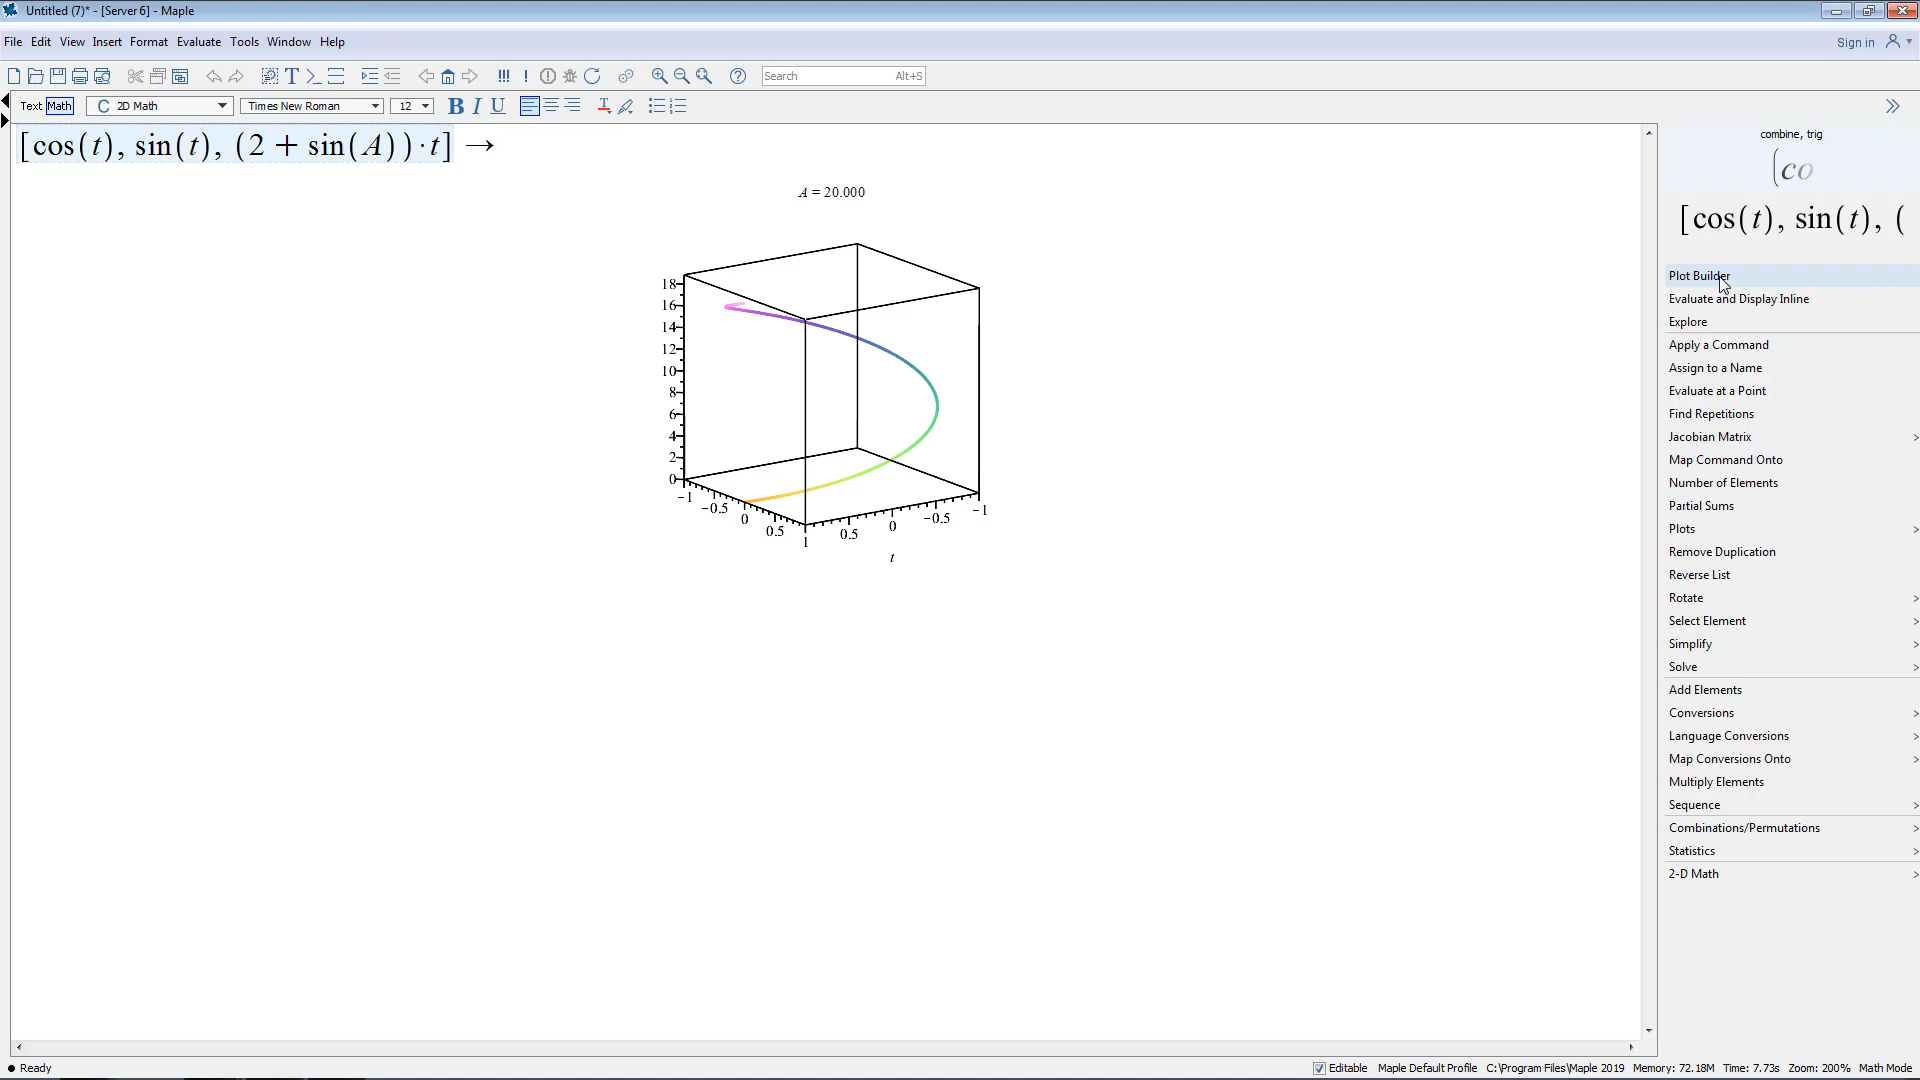 Untitled (7)* - [Server 6] - Maple
File Edit View Insert Format Evaluate Tools Window Help
Sign in
Search Alt+S
Text Math C 2D Math Times New Roman 12 B I U
[cos(t), sin(t), (2 + sin(A))·t] →
A = 20.000
18
16
14
12
10
8
6
4
2
0
−1 −0.5 0 0.5 1
0.5 0 −0.5 −1
t
combine, trig
(co
[cos(t), sin(t), (
Plot Builder
Evaluate and Display Inline
Explore
Apply a Command
Assign to a Name
Evaluate at a Point
Find Repetitions
Jacobian Matrix >
Map Command Onto
Number of Elements
Partial Sums
Plots >
Remove Duplication
Reverse List
Rotate >
Select Element >
Simplify >
Solve >
Add Elements
Conversions >
Language Conversions >
Map Conversions Onto >
Multiply Elements
Sequence >
Combinations/Permutations >
Statistics >
2-D Math >
Ready
Editable Maple Default Profile C:\Program Files\Maple 2019 Memory: 72.18M Time: 7.73s Zoom: 200% Math Mode